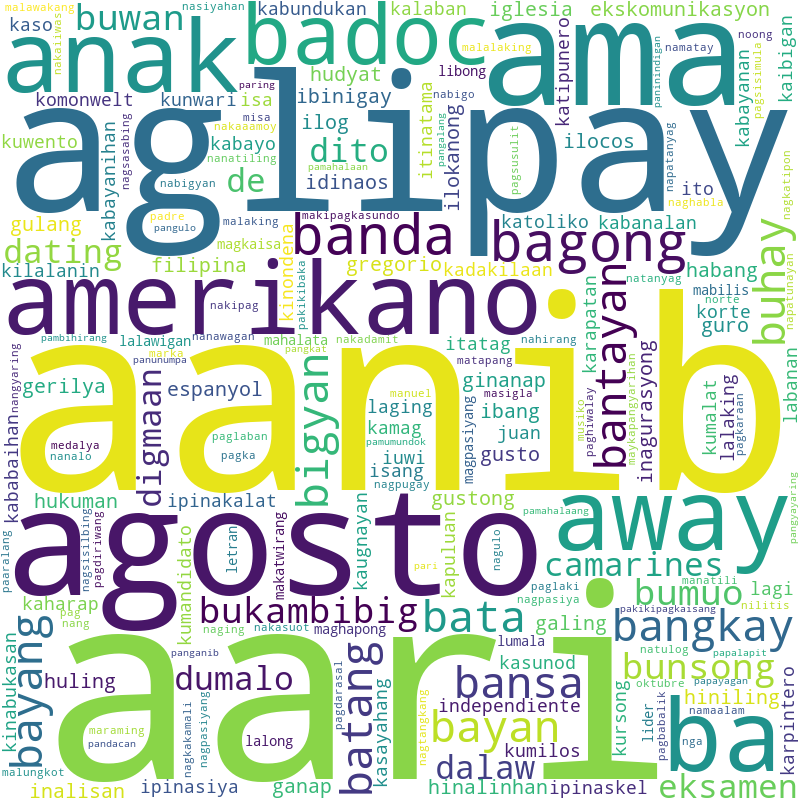 malawakang
nasiyahan
kabundukan
kalaban
iglesia
ekskomunikasyon
kaso
buwan
nakaiiwas
anak
badoc
ama
malalaking
namatay
noong
paring
hudyat
libong
katipunero
paninindigan
pagsisimula
kabayanan
kaibigan
komonwelt
kunwari
isa
ibinigay
aglipay
nagsasabing
misa
nakaaamoy
nabigo
pangalang
kuwento
kabayo
ilog
itinatama
ilocos
napatanyag
nagkatipon
kabayanihan
nanatiling
dito
pagsusulit
nabigyan
pamahalaan
de
idinaos
ilokanong
ito
naghabla
gulang
padre
pangulo
malaking
makipagkasundo
katoliko
kabanalan
dating
magkaisa
kinondena
banda
bagong
buhay
kilalanin
filipina
gregorio
kadakilaan
habang
pakikibaka
natanyag
mabilis
napatunayan
amerikano
nakipag
bantayan
karapatan
norte
korte
guro
pambihirang
lalawigan
nanawagan
mahalata
nakadamit
itatag
nahirang
nangyaring
marka
panunumpa
pangkat
matapang
labanan
aanib
gerilya
digmaan
espanyol
bigyan
manuel
ginanap
masigla
maykapangyarihan
inagurasyong
kumalat
lalaking
pagkaraan
laging
ibang
musiko
paghiwalay
kababaihan
medalya
nanalo
paglaban
kamag
juan
pamumundok
magpasiyang
iuwi
gusto
pagka
isang
ipinakalat
nagpugay
hukuman
gustong
away
pamahalaang
pangyayaring
paaralang
nagsisilbing
pagdiriwang
agosto
letran
makatwirang
kaugnayan
kapuluan
pari
nagulo
camarines
kumandidato
paglaki
manatili
lagi
kaharap
pag
nang
bukambibig
bata
nagpasiya
bumuo
pakikipagkaisang
nilitis
galing
naging
nakasuot
maghapong
bangkay
kinabukasan
bayang
panganib
aari
lumala
natulog
papalapit
kasunod
bunsong
huling
dumalo
batang
pagdarasal
bansa
oktubre
papayagan
hiniling
karpintero
maraming
pandacan
nagkakamali
nagpasiyang
lalong
kasayahang
nagtangkang
independiente
bayan
kursong
lider
pagbabalik
namaalam
nga
ba
kumilos
malungkot
dalaw
inalisan
ipinasiya
ganap
hinalinhan
ipinaskel
eksamen